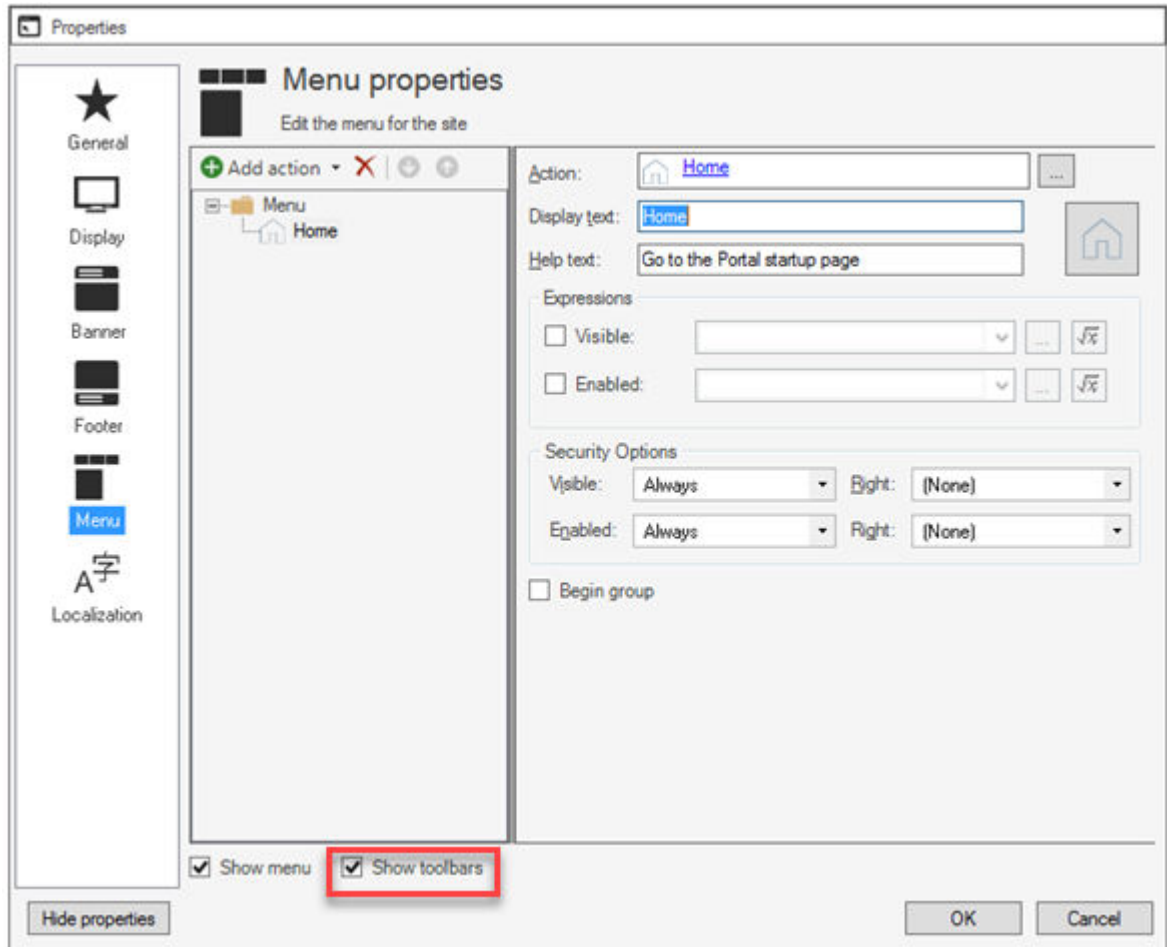 Properties
General
Display
Banner
Footer
Menu
A字
Localization
Menu properties
Edit the menu for the site
Add action
Menu
Home
Action: Home ...
Display text: Home
Help text: Go to the Portal startup page
Expressions
Visible: ... √x
Enabled: ... √x
Security Options
Visible: Always Right: (None)
Enabled: Always Right: (None)
Begin group
Show menu Show toolbars
Hide properties OK Cancel